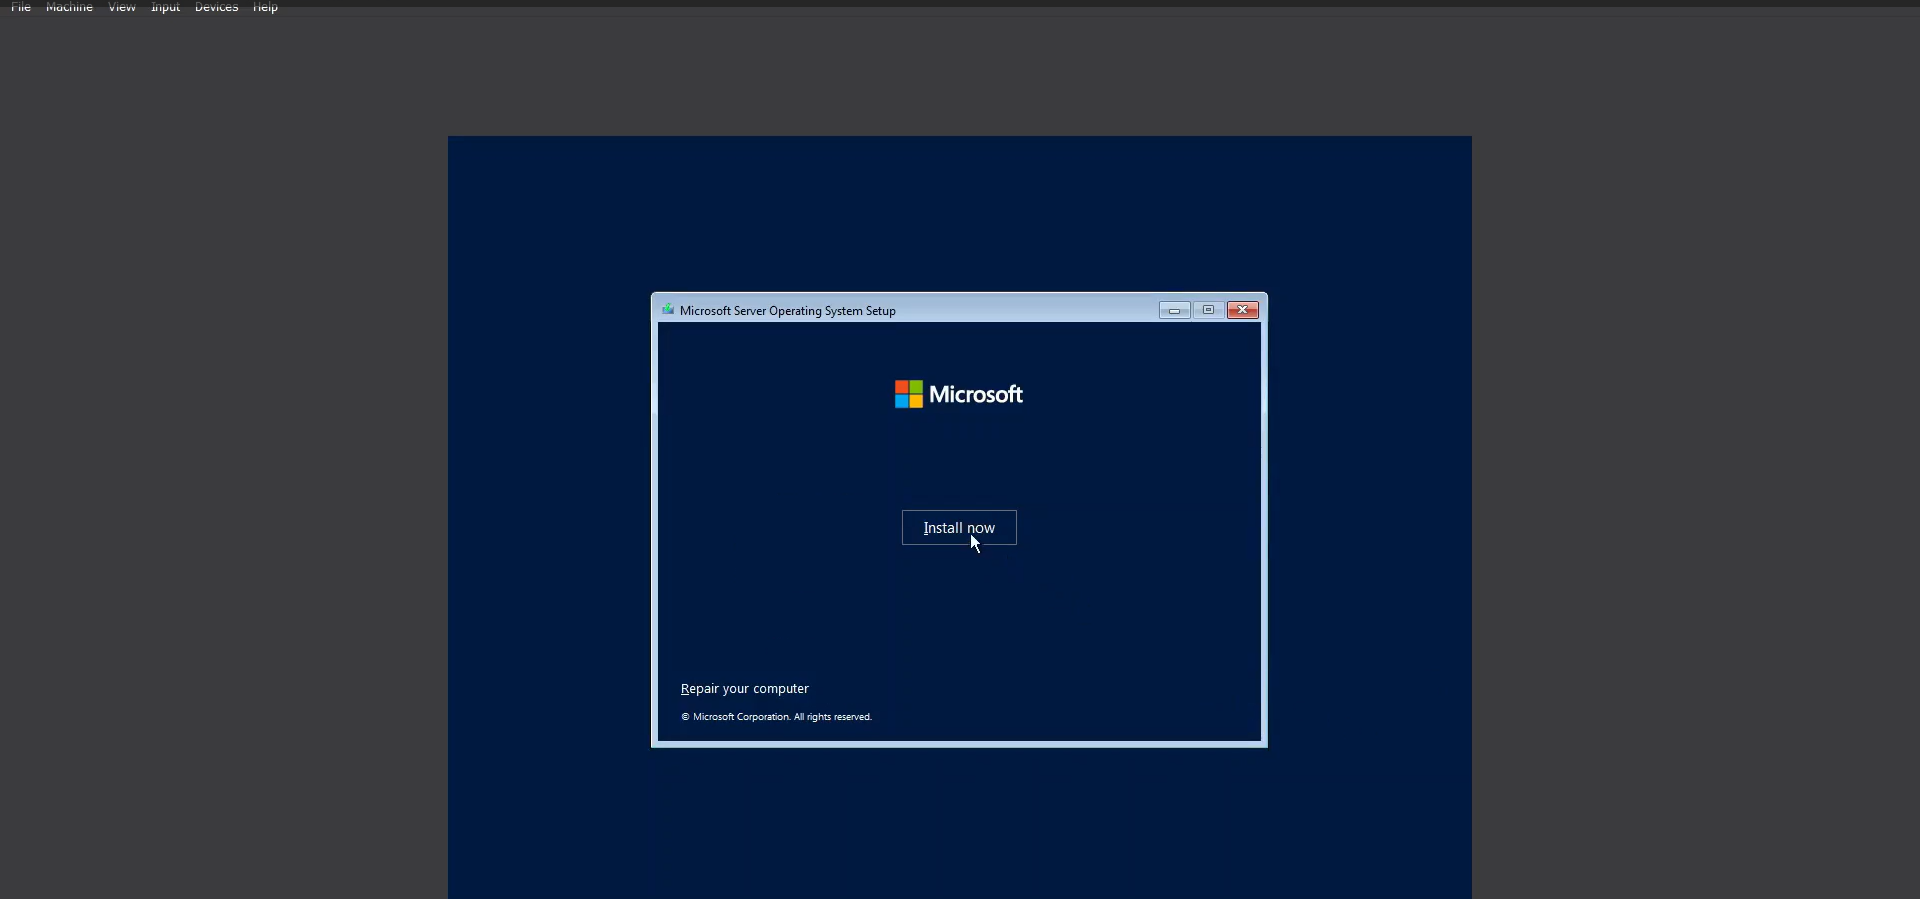 File Machine View Input Devices Help
Microsoft Server Operating System Setup
Microsoft
Install now
Repair your computer
© Microsoft Corporation. All rights reserved.